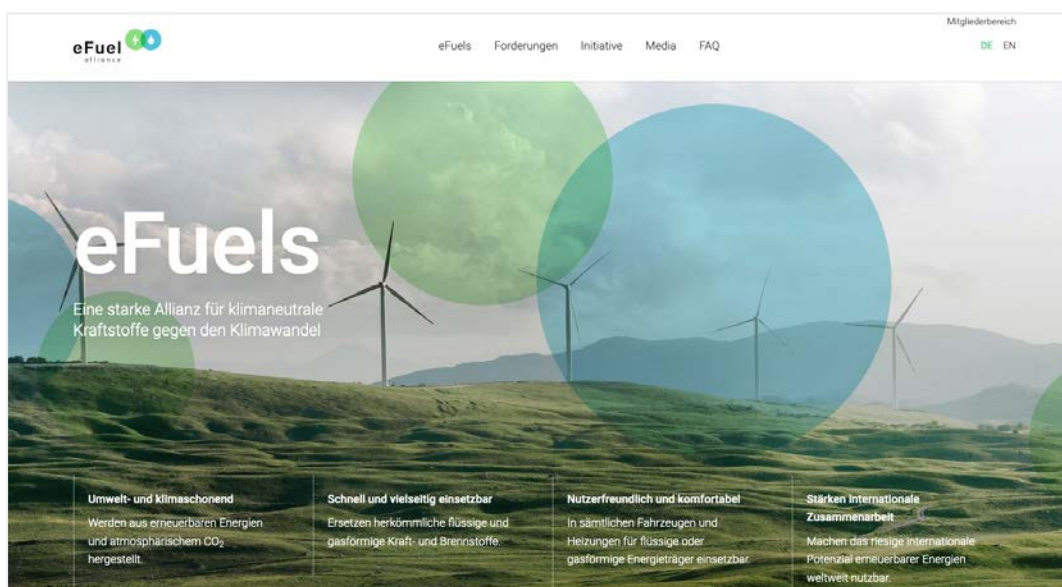 Mitgliederbereich
eFuel
alliance
eFuels Forderungen Initiative Media FAQ
DE EN
eFuels
Eine starke Allianz für klimaneutrale
Kraftstoffe gegen den Klimawandel
Umwelt- und klimaschonend
Werden aus erneuerbaren Energien
und atmosphärischem CO₂
hergestellt.
Schnell und vielseitig einsetzbar
Ersetzen herkömmliche flüssige und
gasförmige Kraft- und Brennstoffe.
Nutzerfreundlich und komfortabel
In sämtlichen Fahrzeugen und
Heizungen für flüssige oder
gasförmige Energieträger einsetzbar.
Stärken internationale
Zusammenarbeit
Machen das riesige internationale
Potenzial erneuerbarer Energien
weltweit nutzbar.